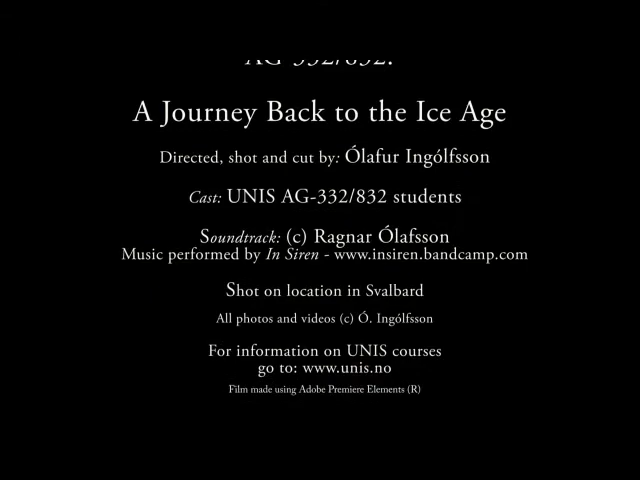 AG-332/832:
A Journey Back to the Ice Age
Directed, shot and cut by: Ólafur Ingólfsson
Cast: UNIS AG-332/832 students
Soundtrack: (c) Ragnar Ólafsson
Music performed by In Siren - www.insiren.bandcamp.com
Shot on location in Svalbard
All photos and videos (c) Ó. Ingólfsson
For information on UNIS courses
go to: www.unis.no
Film made using Adobe Premiere Elements (R)